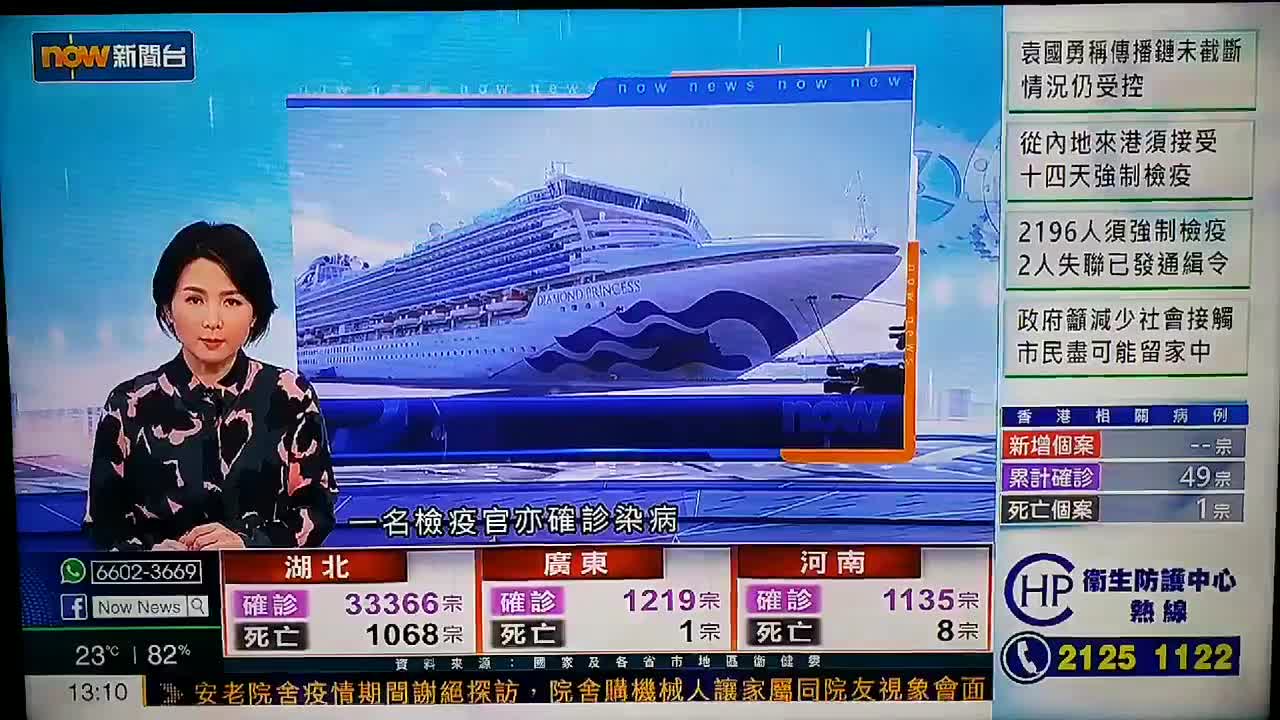 now 新聞台
now news now news now new
DIAMOND PRINCESS
now
一名檢疫官亦確診染病
袁國勇稱傳播鏈未截斷
情況仍受控
從內地來港須接受
十四天強制檢疫
2196人須強制檢疫
2人失聯已發通緝令
政府籲減少社會接觸
市民盡可能留家中
香港相關病例
新增個案 --宗
累計確診 49宗
死亡個案 1宗
CHP 衞生防護中心
熱線
2125 1122
6602-3669
Now News
23℃ 82%
湖北
確診 33366宗
死亡 1068宗
廣東
確診 1219宗
死亡 1宗
河南
確診 1135宗
死亡 8宗
資料來源：國家及各省市地區衞健委
13:10
安老院舍疫情期間謝絕探訪，院舍購機械人讓家屬同院友視象會面